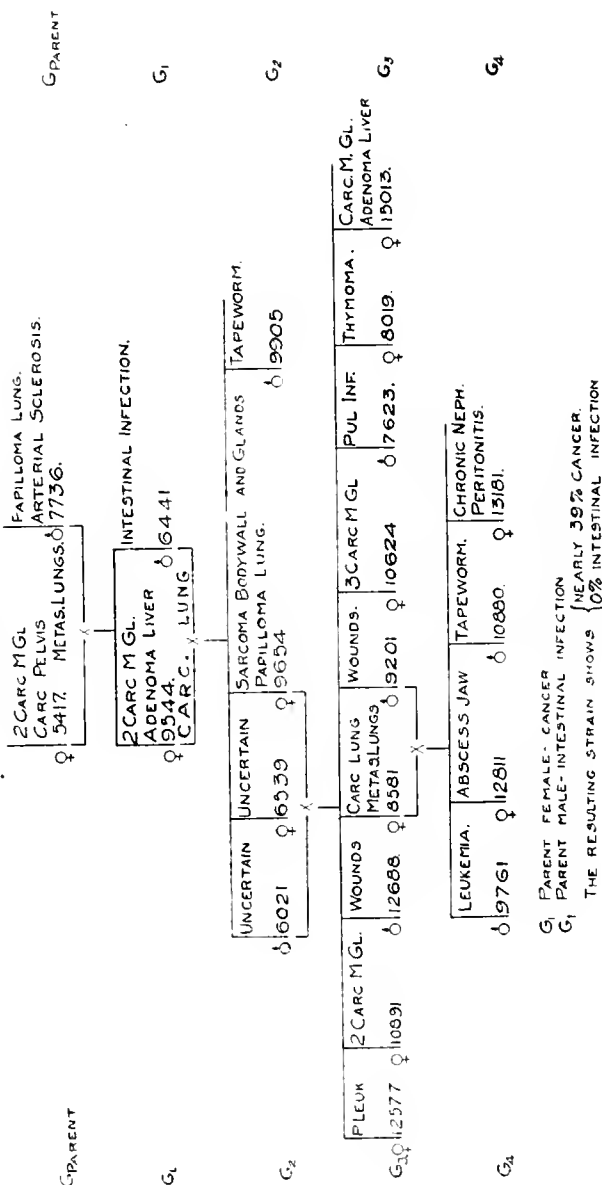 GPARENT
2 CARC M GL
CARC PELVIS
♀ 5417. METAS. LUNGS.
PAPILLOMA LUNG.
ARTERIAL SCLEROSIS.
♂ 7736.
GPARENT
G1
2 CARC M GL.
ADENOMA LIVER
♀ 9544.
CARC. LUNG
INTESTINAL INFECTION.
♂ 6441
G1
G2
UNCERTAIN
♂ 6021
UNCERTAIN
♀ 6539
SARCOMA BODYWALL AND GLANDS
PAPILLOMA LUNG.
♀ 9654
TAPEWORM.
♂ 9905
G2
G3
PLEUK
♀ 12577
2 CARC M GL.
♀ 10891
WOUNDS
♂ 12688
CARC LUNG
METAS. LUNGS
♀ 8581
WOUNDS.
♂ 9201
3 CARC M GL
♀ 10624
PUL INF.
♂ 7623.
THYMOMA.
♀ 8019.
CARC. M. GL.
ADENOMA LIVER
♀ 13013.
G3
G4
LEUKEMIA.
♂ 9761
ABSCESS JAW
♀ 12811
TAPEWORM.
♂ 10880.
CHRONIC NEPH.
PERITONITIS.
♀ 13181.
G4
G1 PARENT FEMALE - CANCER
G1 PARENT MALE - INTESTINAL INFECTION
THE RESULTING STRAIN SHOWS { NEARLY 39% CANCER.
0% INTESTINAL INFECTION